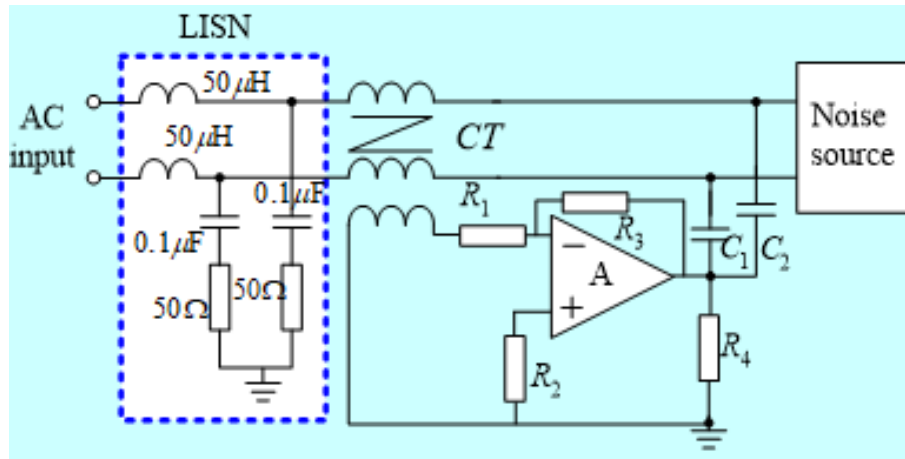 LISN
50μH
AC
input
50μH
CT
Noise
source
0.1μF
0.1μF
R1
R3
C1
C2
50Ω
50Ω
−
A
+
R2
R4